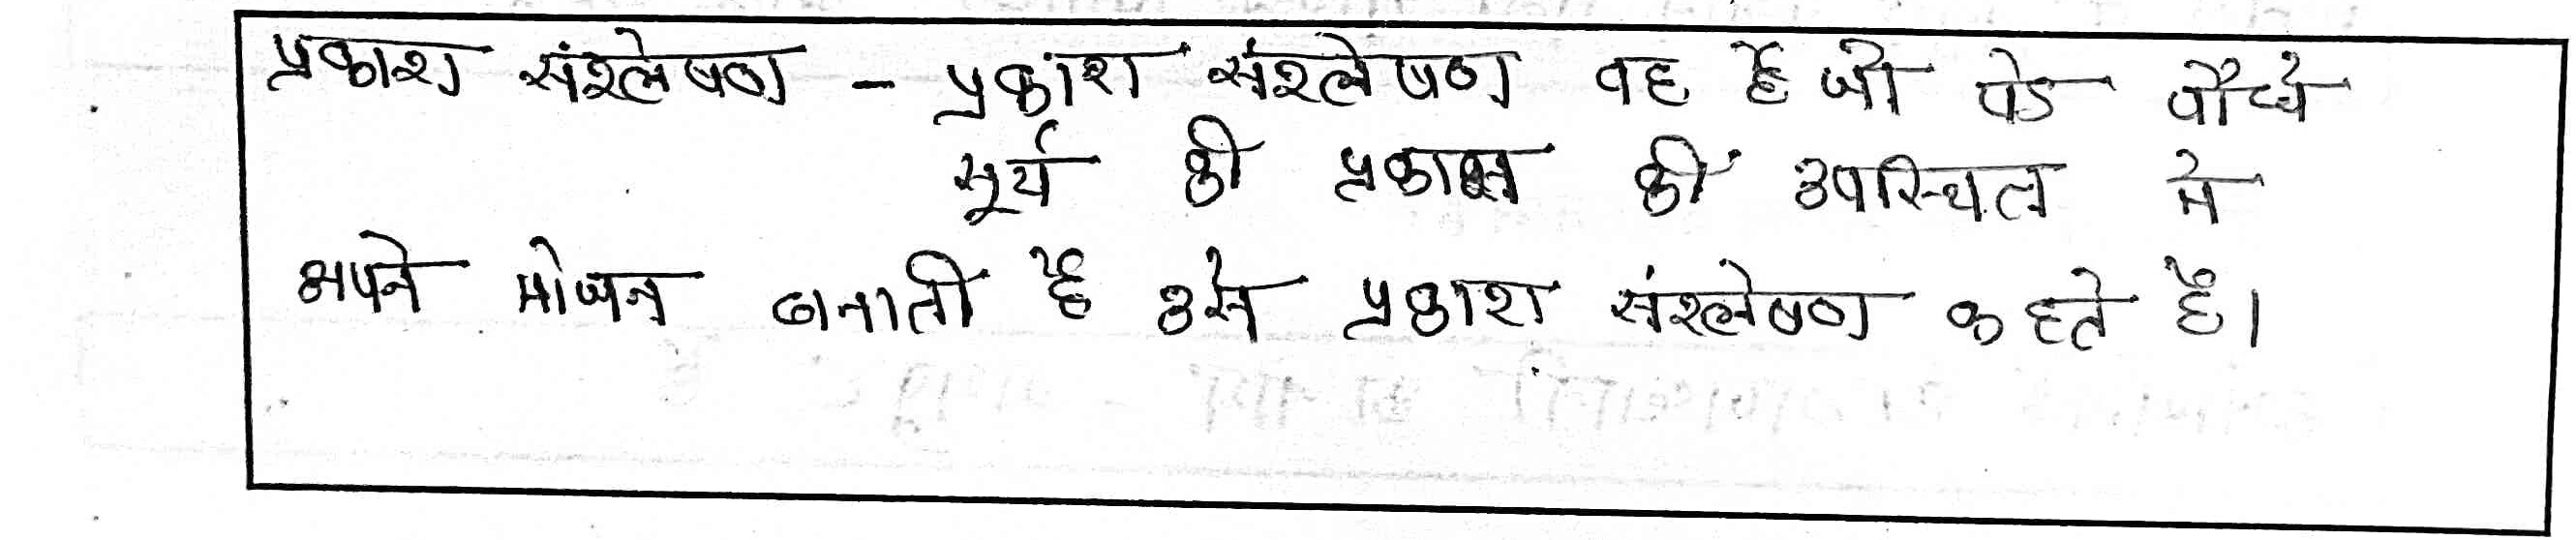 प्रकाश संश्लेषण - प्रकाश संश्लेषण वह है जो पेड पौधे
सूर्य की प्रकास की उपस्थित मे
अपने भोजन बनाती है उसे प्रकाश संश्लेषण कहते है।